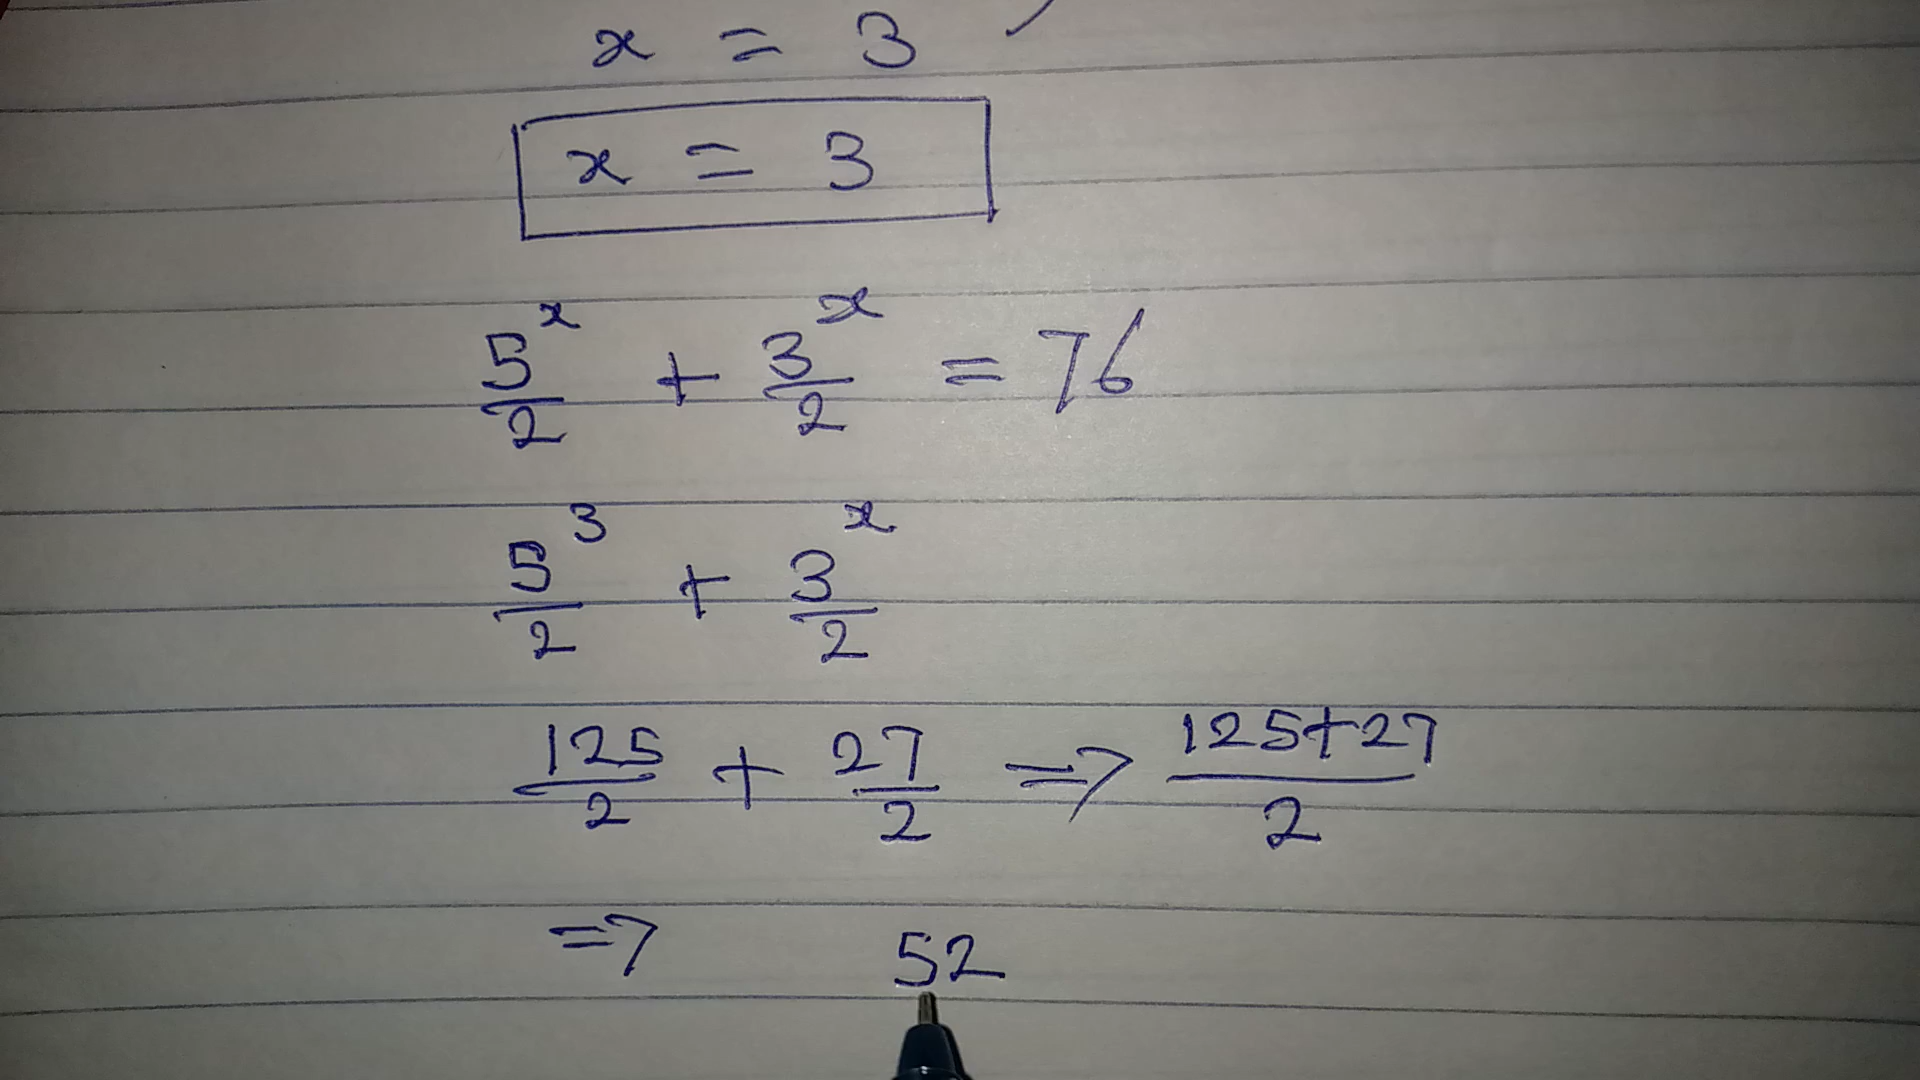 x = 3
x = 3
5^x/2 + 3^x/2 = 76
5^3/2 + 3^x/2
125/2 + 27/2 => (125+27)/2
=> 52